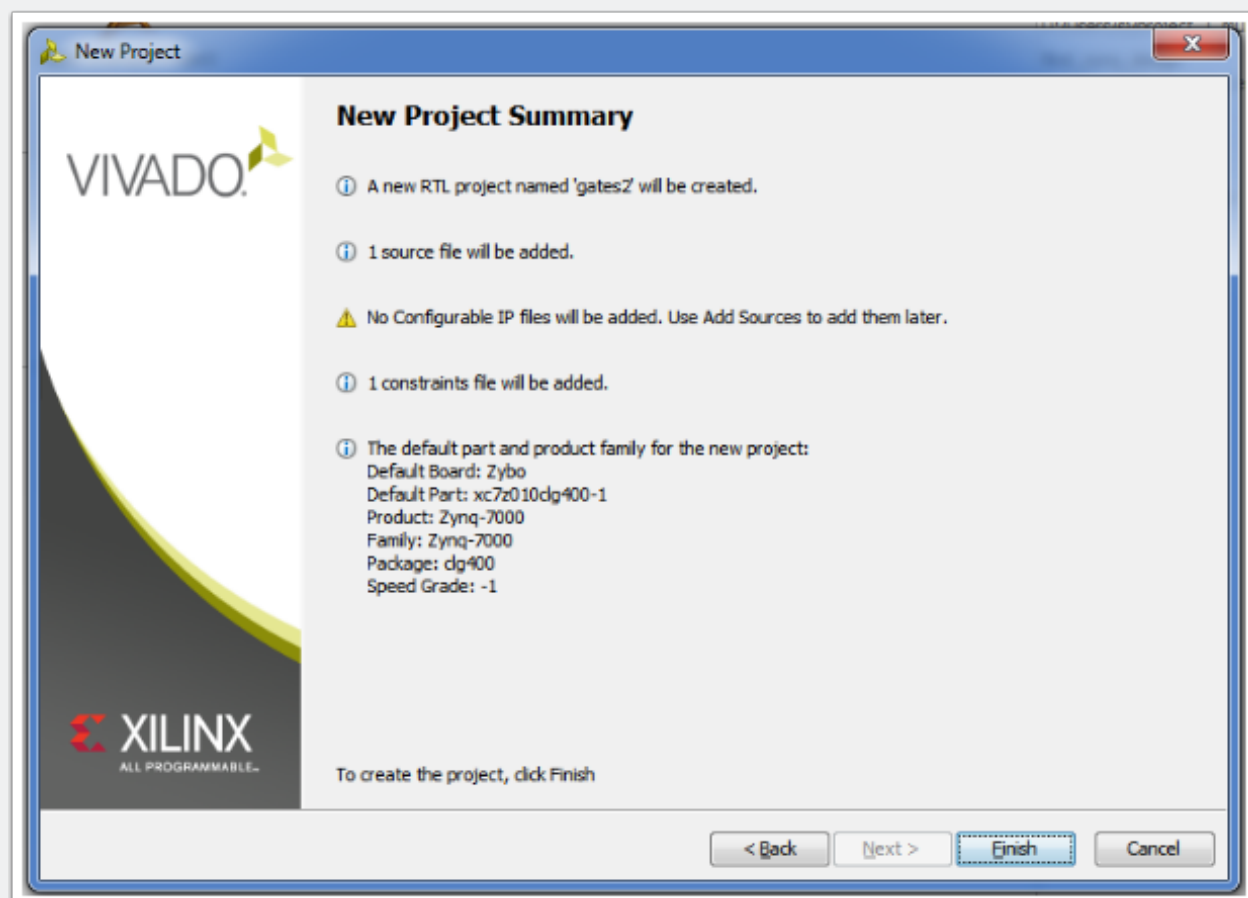 New Project
VIVADO.
New Project Summary
A new RTL project named 'gates2' will be created.
1 source file will be added.
No Configurable IP files will be added. Use Add Sources to add them later.
1 constraints file will be added.
The default part and product family for the new project:
Default Board: Zybo
Default Part: xc7z010clg400-1
Product: Zynq-7000
Family: Zynq-7000
Package: clg400
Speed Grade: -1
XILINX
ALL PROGRAMMABLE™
To create the project, click Finish
< Back Next > Finish Cancel